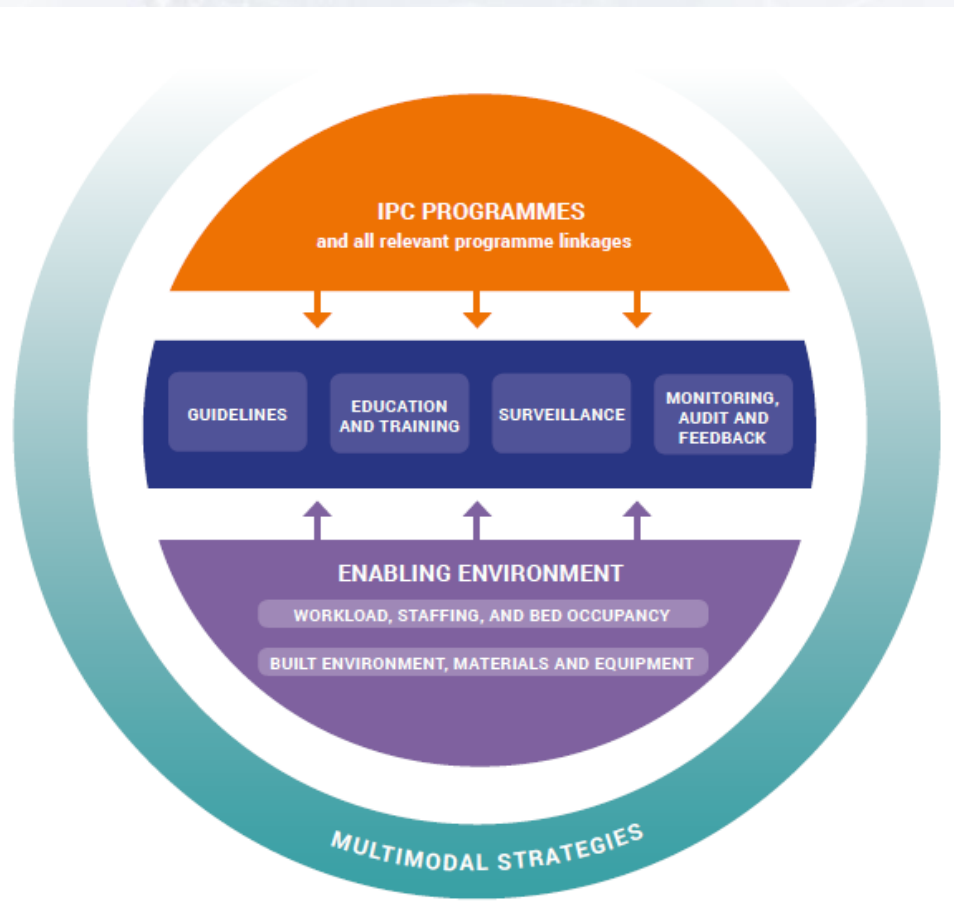 IPC PROGRAMMES
and all relevant programme linkages
GUIDELINES
EDUCATION
AND TRAINING
SURVEILLANCE
MONITORING,
AUDIT AND
FEEDBACK
ENABLING ENVIRONMENT
WORKLOAD, STAFFING, AND BED OCCUPANCY
BUILT ENVIRONMENT, MATERIALS AND EQUIPMENT
MULTIMODAL STRATEGIES